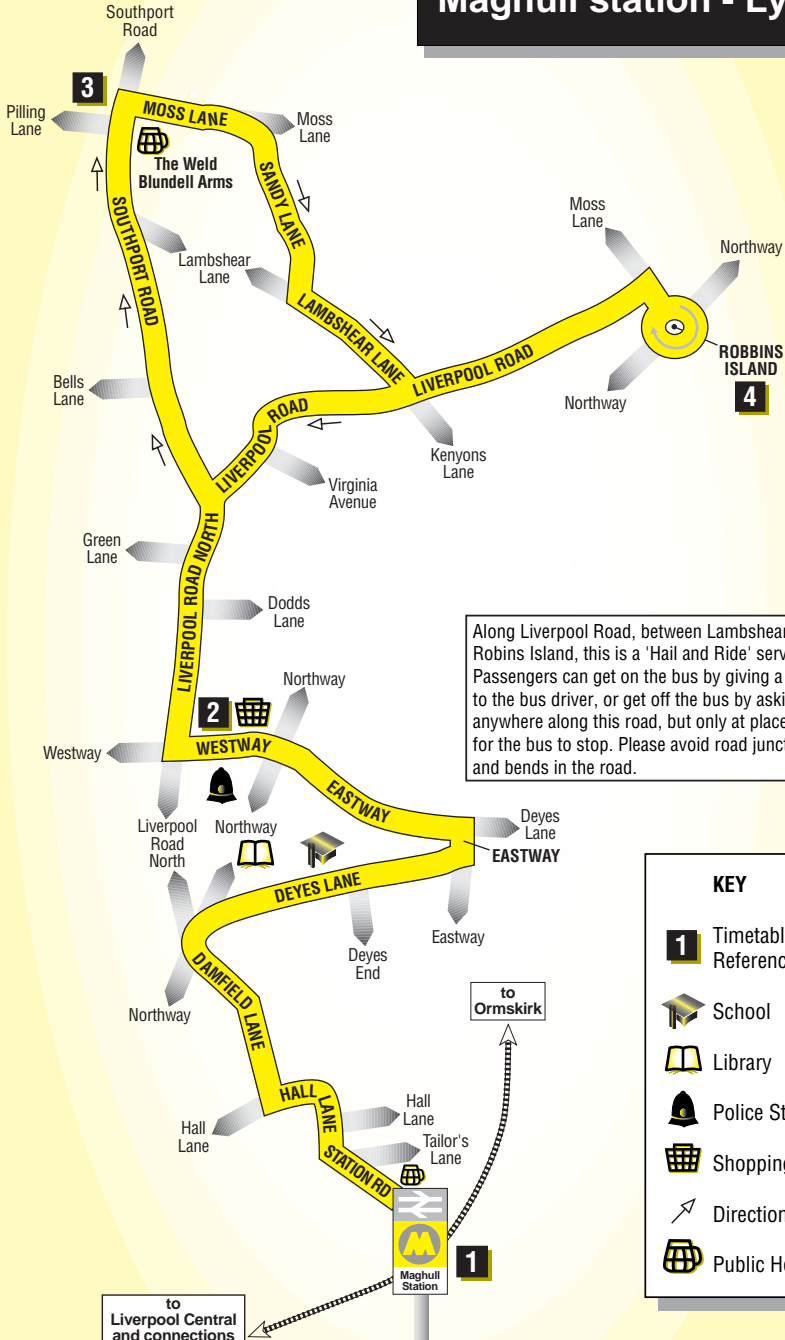 Maghull station - Ly
Southport
Road
3
Pilling
Lane
MOSS LANE
Moss
Lane
The Weld
Blundell Arms
SANDY LANE
SOUTHPORT ROAD
Lambshear
Lane
LAMBSHEAR LANE
Moss
Lane
Northway
ROBBINS
ISLAND
4
Northway
LIVERPOOL ROAD
Bells
Lane
LIVERPOOL ROAD
Kenyons
Lane
Virginia
Avenue
Green
Lane
LIVERPOOL ROAD NORTH
Dodds
Lane
Along Liverpool Road, between Lambshear
Robins Island, this is a 'Hail and Ride' serv
Passengers can get on the bus by giving a
to the bus driver, or get off the bus by aski
anywhere along this road, but only at place
for the bus to stop. Please avoid road junct
and bends in the road.
Northway
2
Westway
WESTWAY
EASTWAY
Liverpool
Road
North
Northway
Deyes
Lane
EASTWAY
DEYES LANE
Eastway
Deyes
End
Northway
DAMFIELD LANE
to
Ormskirk
HALL LANE
Hall
Lane
Hall
Lane
Tailor's
Lane
STATION RD
M
Maghull
Station
1
to
Liverpool Central
and connections
KEY
1
Timetabl
Referenc
School
Library
Police St
Shopping
Direction
Public Ho